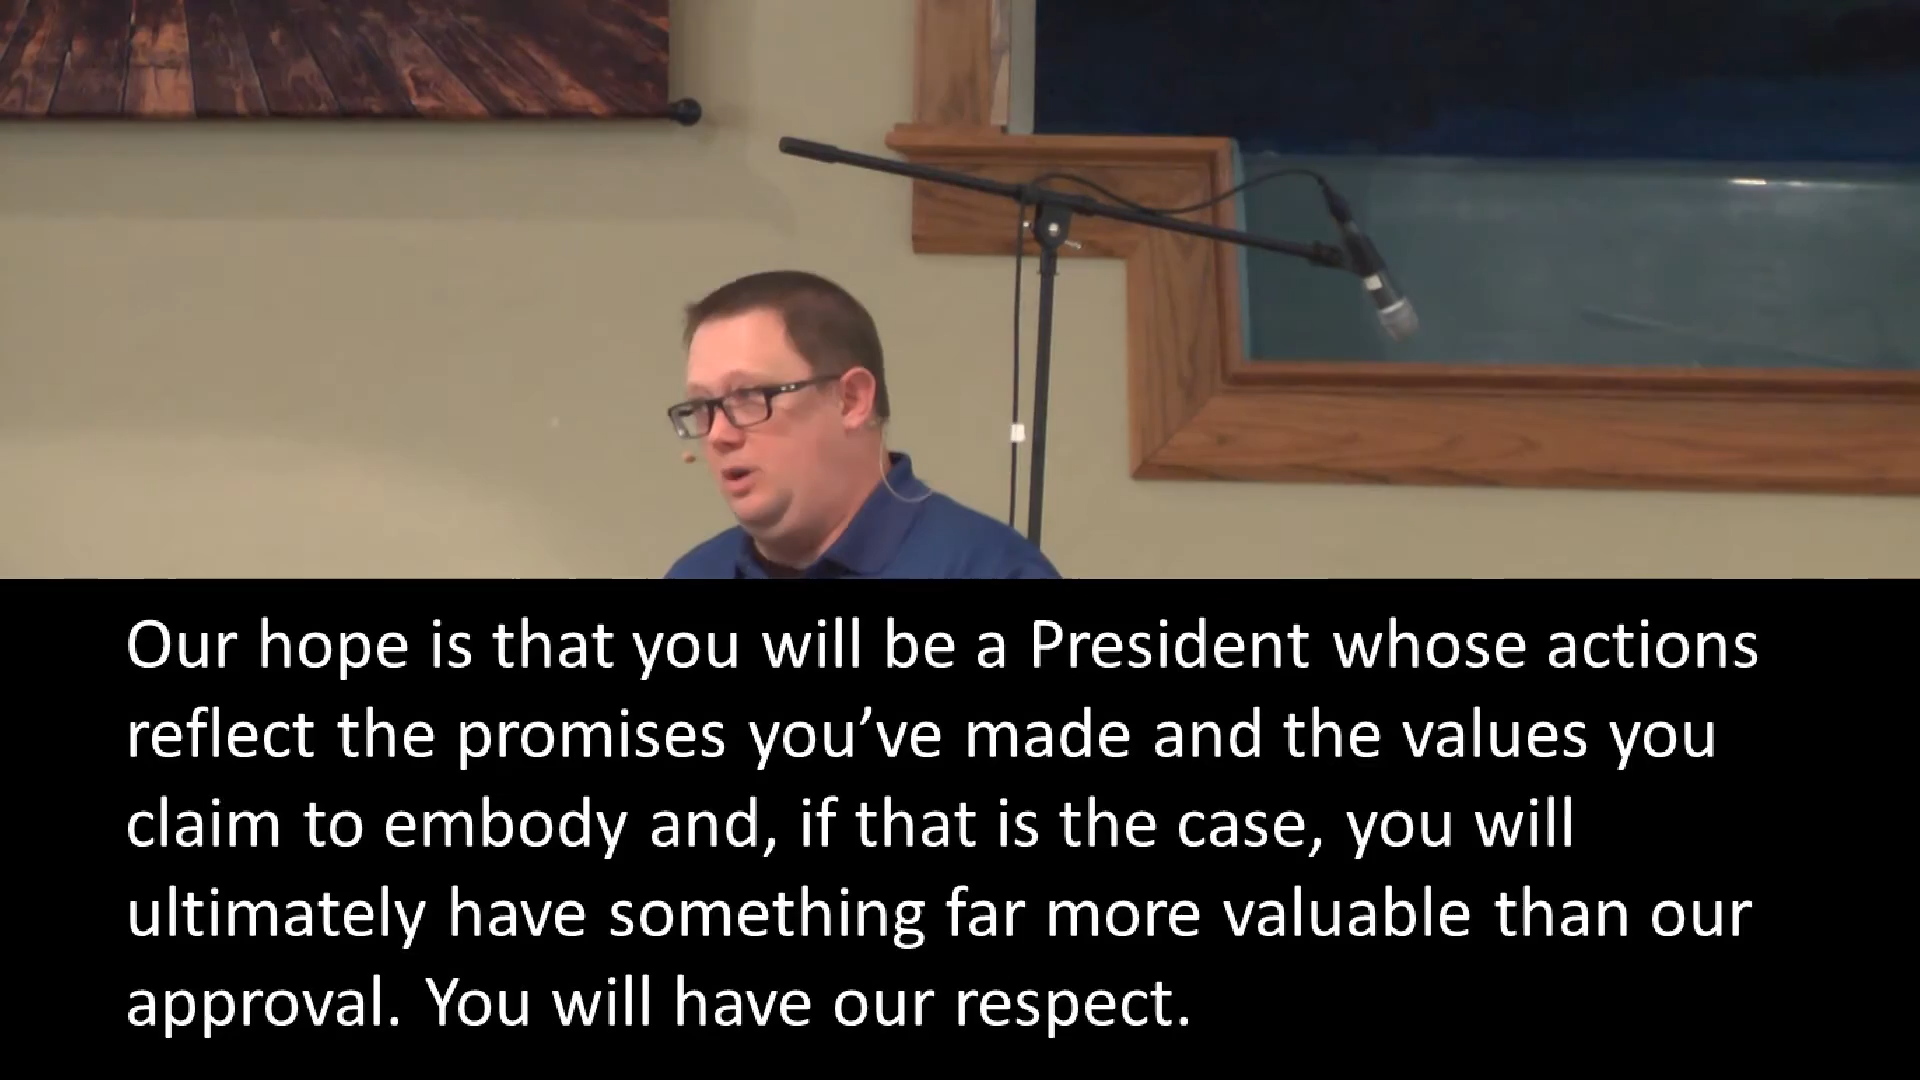 Our hope is that you will be a President whose actions
reflect the promises you’ve made and the values you
claim to embody and, if that is the case, you will
ultimately have something far more valuable than our
approval. You will have our respect.